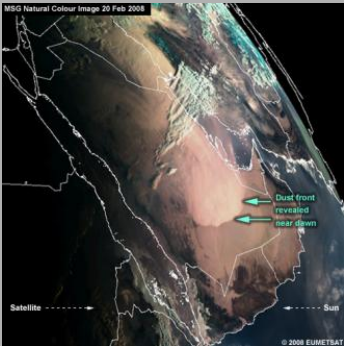 MSG Natural Colour Image 20 Feb 2008
Dust front
revealed
near dawn
Satellite
Sun
© 2008 EUMETSAT